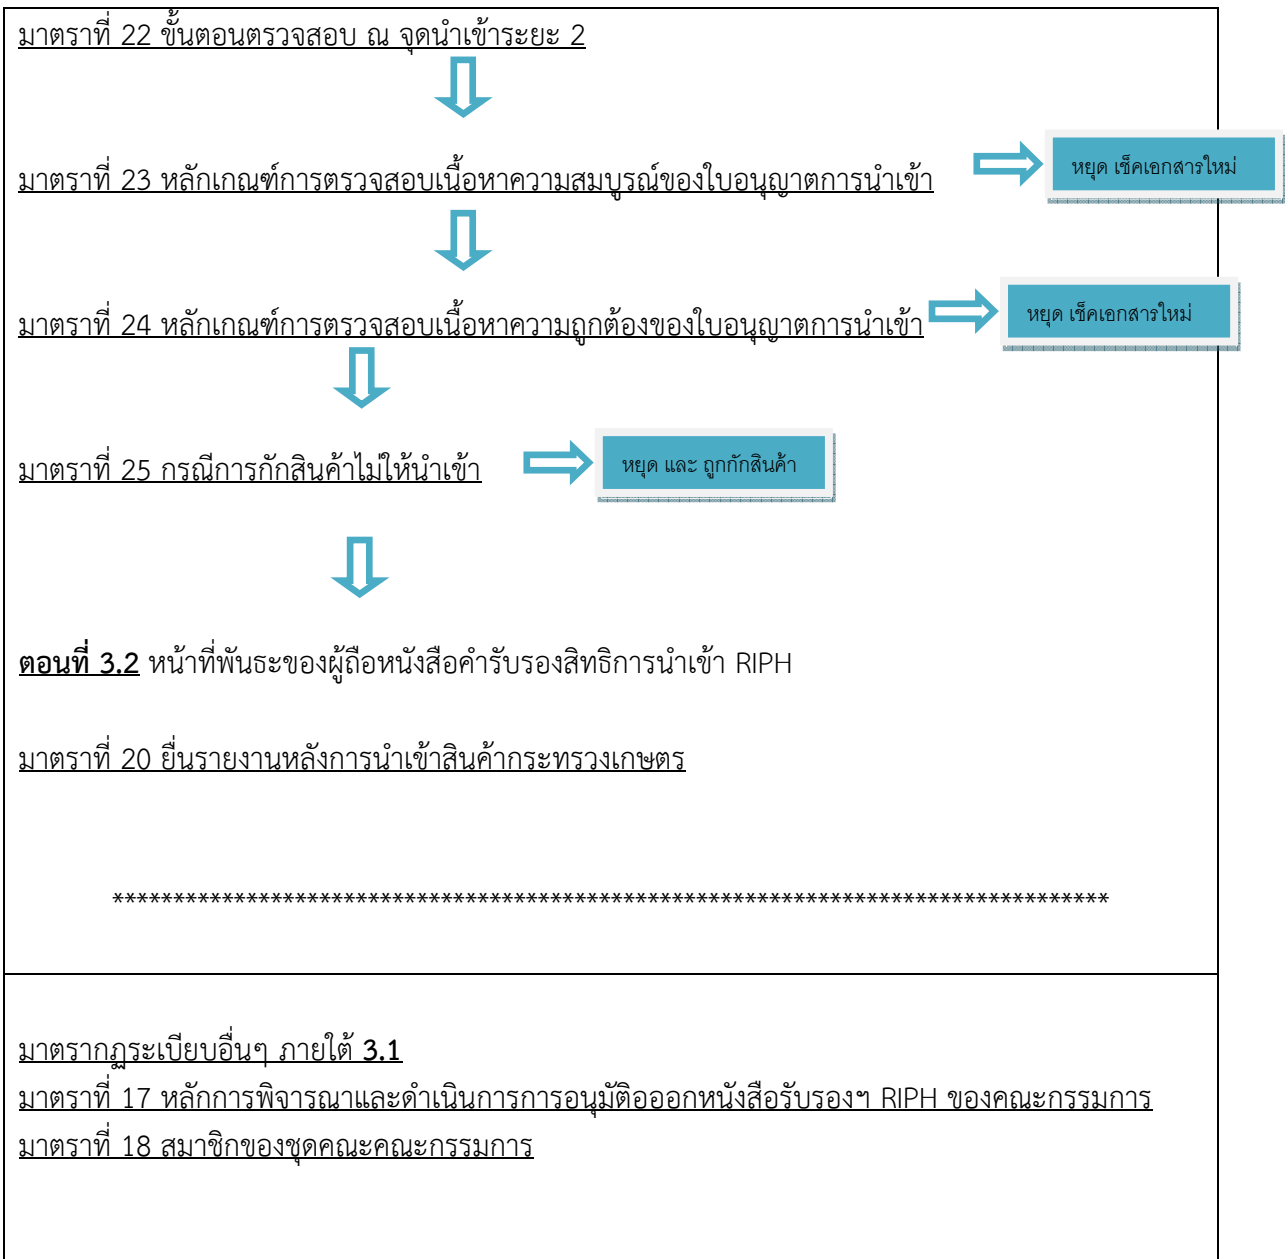 มาตราที่ 22 ขั้นตอนตรวจสอบ ณ จุดนำเข้าระยะ 2
มาตราที่ 23 หลักเกณฑ์การตรวจสอบเนื้อหาความสมบูรณ์ของใบอนุญาตการนำเข้า
หยุด เช็คเอกสารใหม่
มาตราที่ 24 หลักเกณฑ์การตรวจสอบเนื้อหาความถูกต้องของใบอนุญาตการนำเข้า
หยุด เช็คเอกสารใหม่
มาตราที่ 25 กรณีการกักสินค้าไม่ให้นำเข้า
หยุด และ ถูกกักสินค้า
ตอนที่ 3.2 หน้าที่พันธะของผู้ถือหนังสือคำรับรองสิทธิการนำเข้า RIPH
มาตราที่ 20 ยื่นรายงานหลังการนำเข้าสินค้ากระทรวงเกษตร
***********************************************************************************
มาตรากฏระเบียบอื่นๆ ภายใต้ 3.1
มาตราที่ 17 หลักการพิจารณาและดำเนินการการอนุมัติอออกหนังสือรับรองฯ RIPH ของคณะกรรมการ
มาตราที่ 18 สมาชิกของชุดคณะคณะกรรมการ